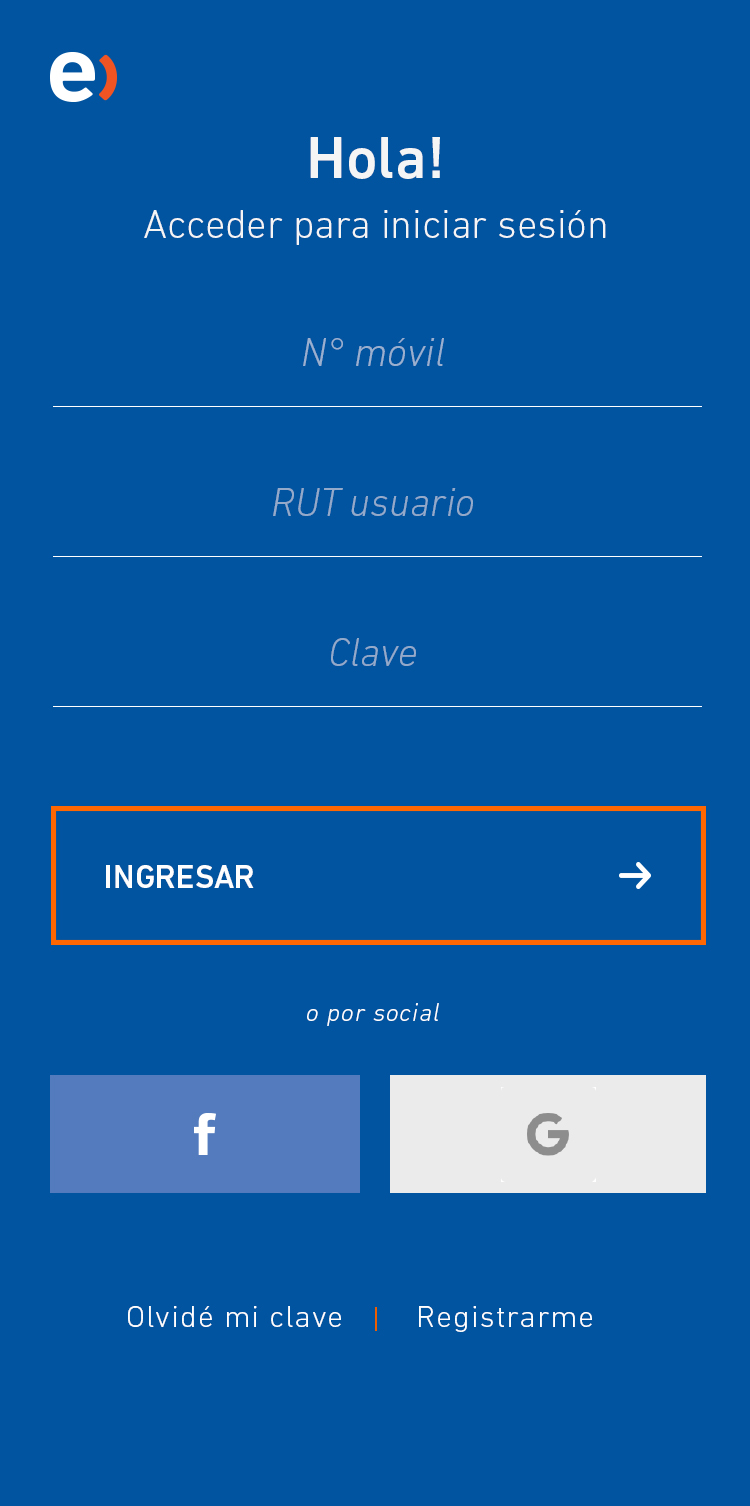 e)
Hola!
Acceder para iniciar sesión
N° móvil
RUT usuario
Clave
INGRESAR
o por social
f G
Olvidé mi clave | Registrarme